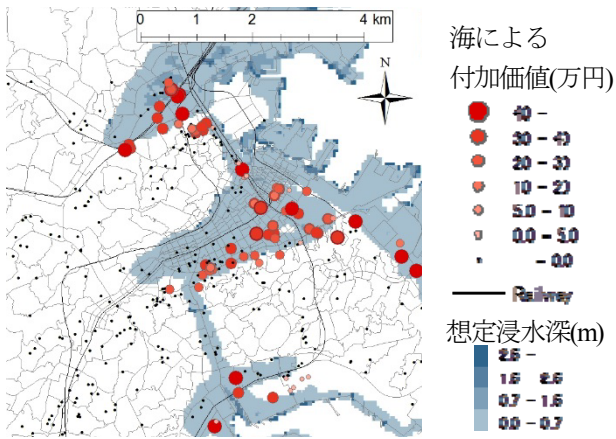 0 1 2 4 km
N
海による
付加価値(万円)
40 -
30 - 40
20 - 30
10 - 20
5.0 - 10
0.0 - 5.0
- 0.0
Railway
想定浸水深(m)
2.6 -
1.6 2.6
0.7 - 1.6
0.0 - 0.7